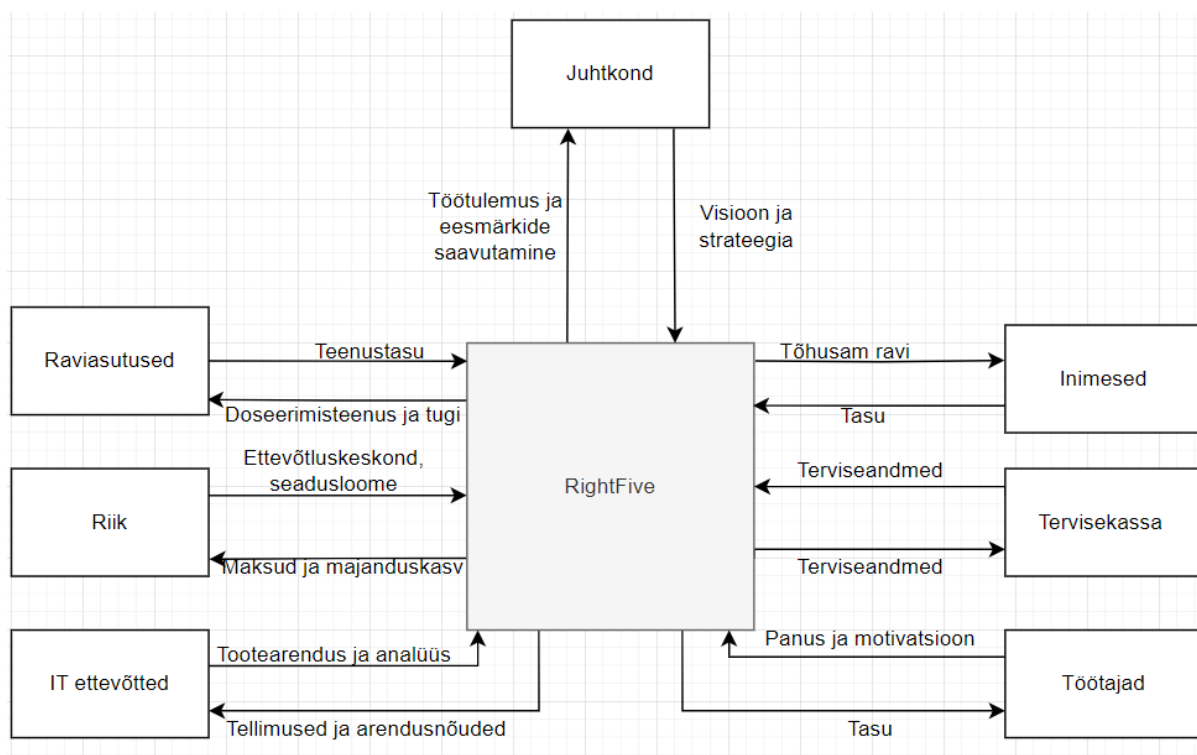 Juhtkond
Töötulemus ja
eesmärkide
saavutamine
Visioon ja
strateegia
Raviasutused
Teenustasu
Doseerimisteenus ja tugi
Tõhusam ravi
Tasu
Inimesed
Ettevõtluskeskond,
seadusloome
Riik
Maksud ja majanduskasv
RightFive
Terviseandmed
Tervisekassa
Terviseandmed
IT ettevõtted
Tootearendus ja analüüs
Tellimused ja arendusnõuded
Panus ja motivatsioon
Töötajad
Tasu